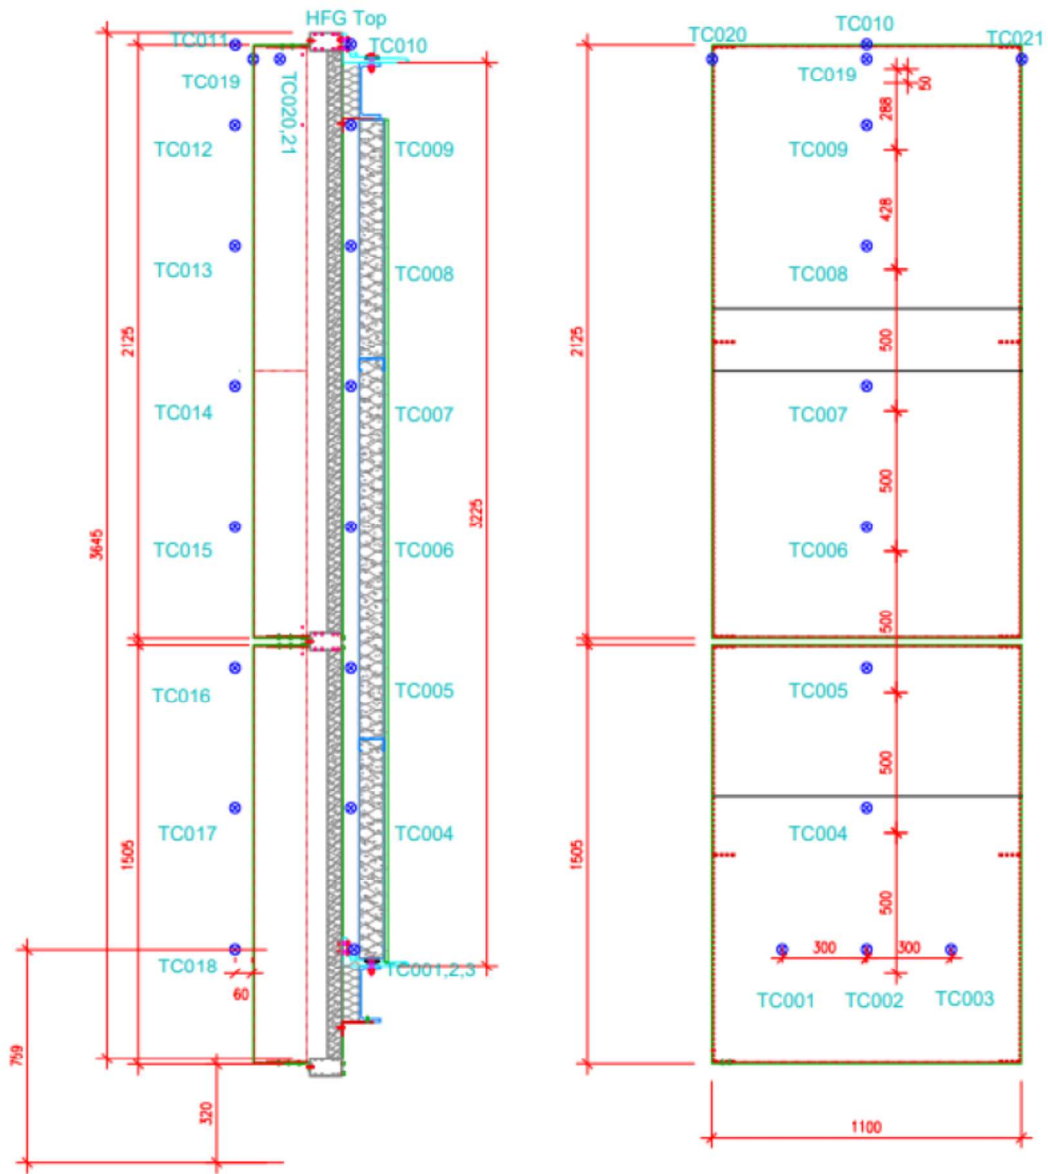 HFG Top
TC011
TC010
TC019
TC020,21
TC012
TC009
TC013
TC008
2125
TC014
TC007
3645
3225
TC015
TC006
TC016
TC005
TC017
TC004
1505
TC018
TC001,2,3
60
759
320
TC010
TC020
TC021
TC019
50
288
TC009
428
TC008
2125
500
TC007
500
TC006
500
TC005
500
TC004
1505
500
300
300
TC001
TC002
TC003
1100